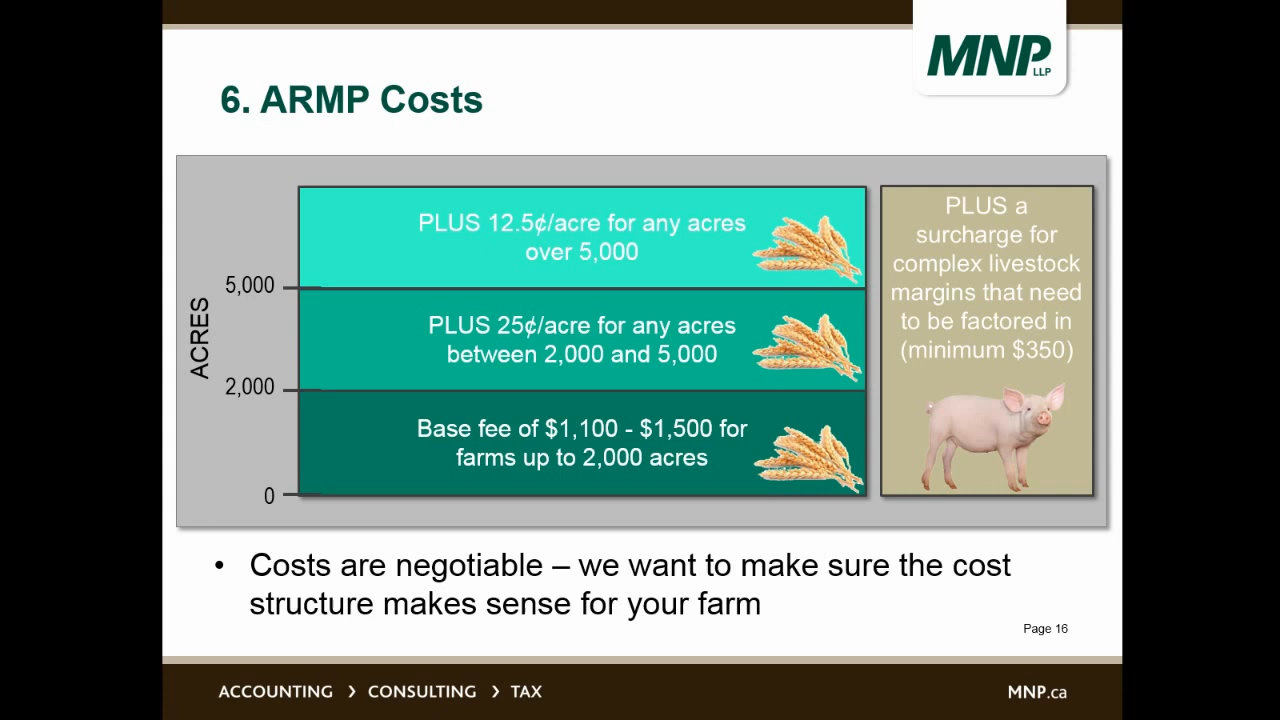 MNP
LLP
6. ARMP Costs
PLUS 12.5¢/acre for any acres
over 5,000
PLUS a
surcharge for
complex livestock
margins that need
to be factored in
(minimum $350)
ACRES
5,000
PLUS 25¢/acre for any acres
between 2,000 and 5,000
2,000
Base fee of $1,100 - $1,500 for
farms up to 2,000 acres
0
• Costs are negotiable – we want to make sure the cost
structure makes sense for your farm
Page 16
ACCOUNTING > CONSULTING > TAX
MNP.ca